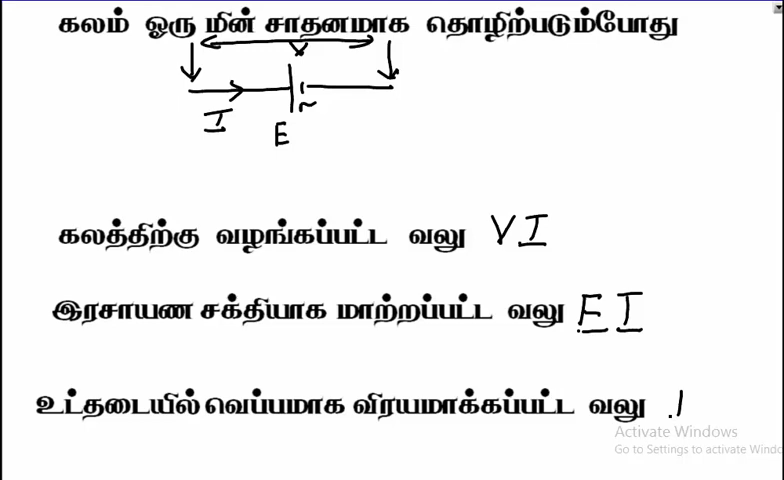 கலம் ஒரு மின் சாதனமாக தொழிற்படும்போது
V
I
E
r
கலத்திற்கு வழங்கப்பட்ட வலு VI
இரசாயண சக்தியாக மாற்றப்பட்ட வலு EI
உட்தடையில் வெப்பமாக விரயமாக்கப்பட்ட வலு
Activate Windows
Go to Settings to activate Windo